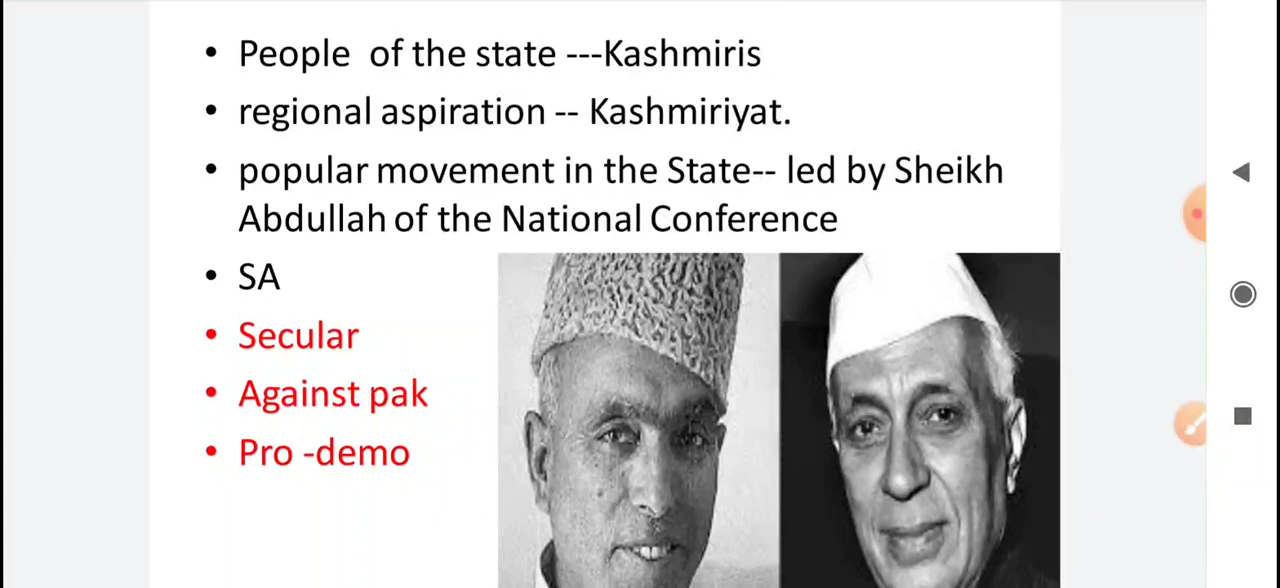 • People of the state ---Kashmiris
• regional aspiration -- Kashmiriyat.
• popular movement in the State-- led by Sheikh
Abdullah of the National Conference
• SA
• Secular
• Against pak
• Pro -demo